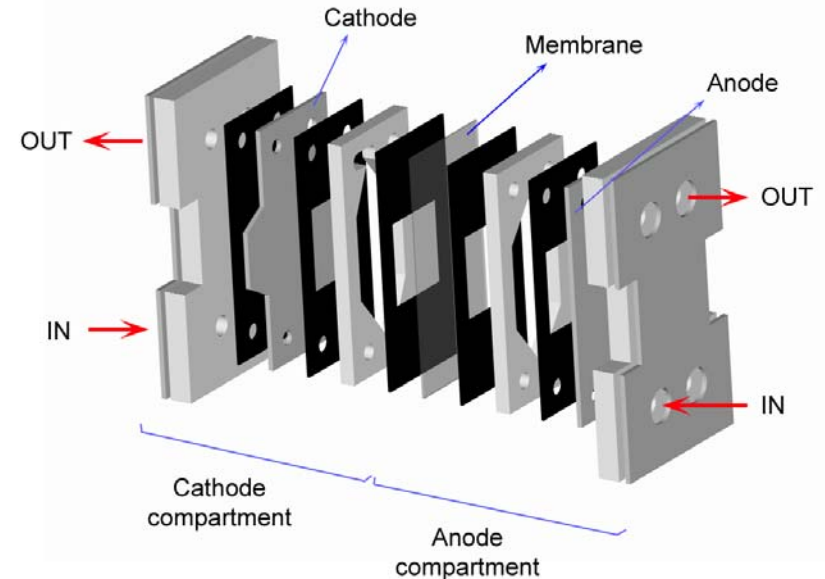 Cathode
Membrane
Anode
OUT
OUT
IN
IN
Cathode
compartment
Anode
compartment